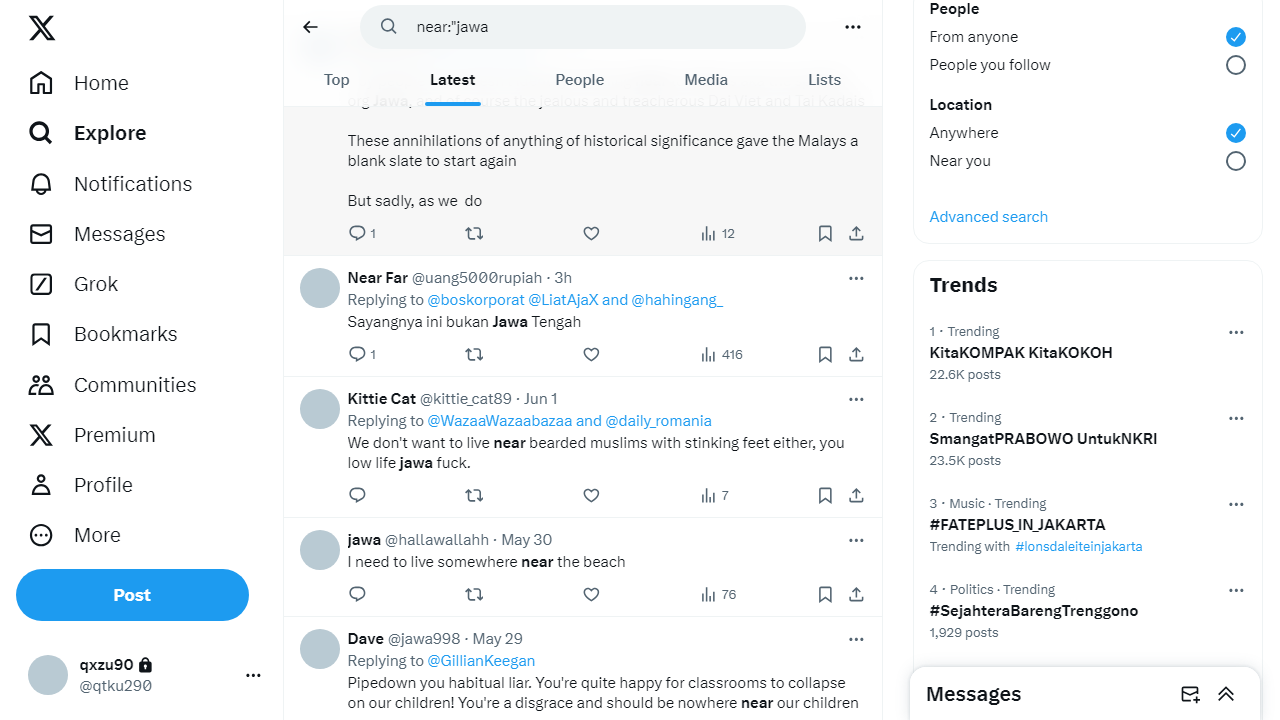 near:"jawa
Top
Latest
People
Media
Lists
Home
Explore
Notifications
Messages
Grok
Bookmarks
Communities
Premium
Profile
More
Post
qxzu90
@qtku290
These annihilations of anything of historical significance gave the Malays a
blank slate to start again
But sadly, as we do
1
12
Near Far @uang5000rupiah · 3h
Replying to @boskorporat @LiatAjaX and @hahingang_
Sayangnya ini bukan Jawa Tengah
1
416
Kittie Cat @kittie_cat89 · Jun 1
Replying to @WazaaWazaabazaa and @daily_romania
We don't want to live near bearded muslims with stinking feet either, you
low life jawa fuck.
7
jawa @hallawallahh · May 30
I need to live somewhere near the beach
76
Dave @jawa998 · May 29
Replying to @GillianKeegan
Pipedown you habitual liar. You're quite happy for classrooms to collapse
on our children! You're a disgrace and should be nowhere near our children
People
From anyone
People you follow
Location
Anywhere
Near you
Advanced search
Trends
1 · Trending
KitaKOMPAK KitaKOKOH
22.6K posts
2 · Trending
SmangatPRABOWO UntukNKRI
23.5K posts
3 · Music · Trending
#FATEPLUS_IN_JAKARTA
Trending with #lonsdaleiteinjakarta
4 · Politics · Trending
#SejahteraBarengTrenggono
1,929 posts
Messages